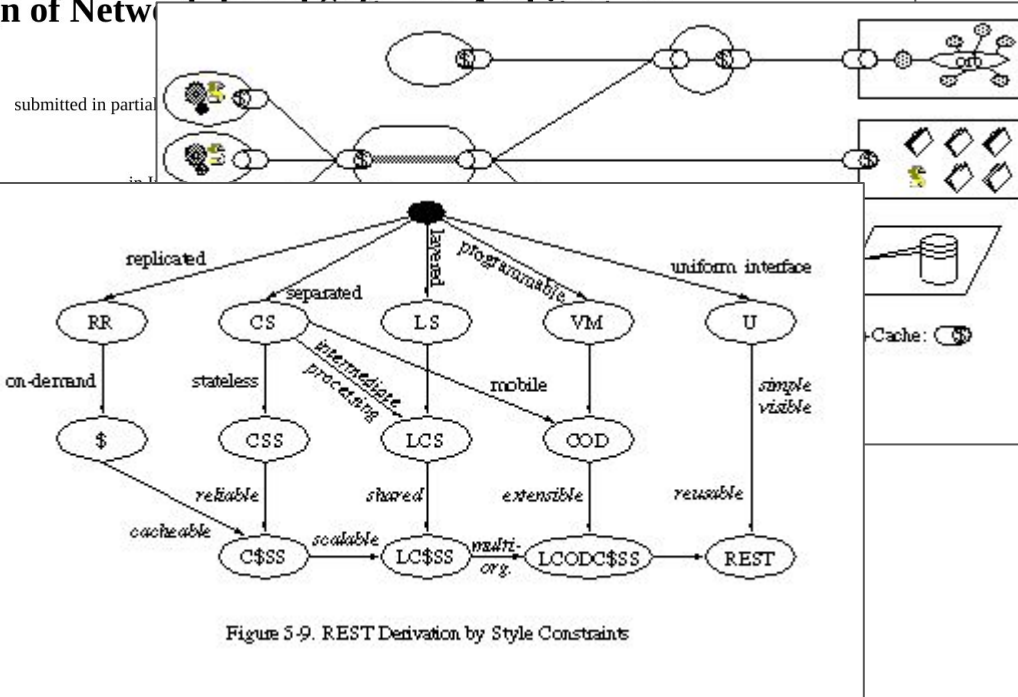 n of Netw
submitted in partial
orb
$
$
$
$
replicated
layered
programmable
uniform interface
separated
RR
CS
LS
VM
U
+Cache: $
on-demand
stateless
intermediate
processing
mobile
simple
visible
$
CSS
LCS
COD
reliable
shared
extensible
reusable
cacheable
scalable
multi-
org.
C$SS
LC$SS
LCODC$SS
REST
Figure 5-9. REST Derivation by Style Constraints